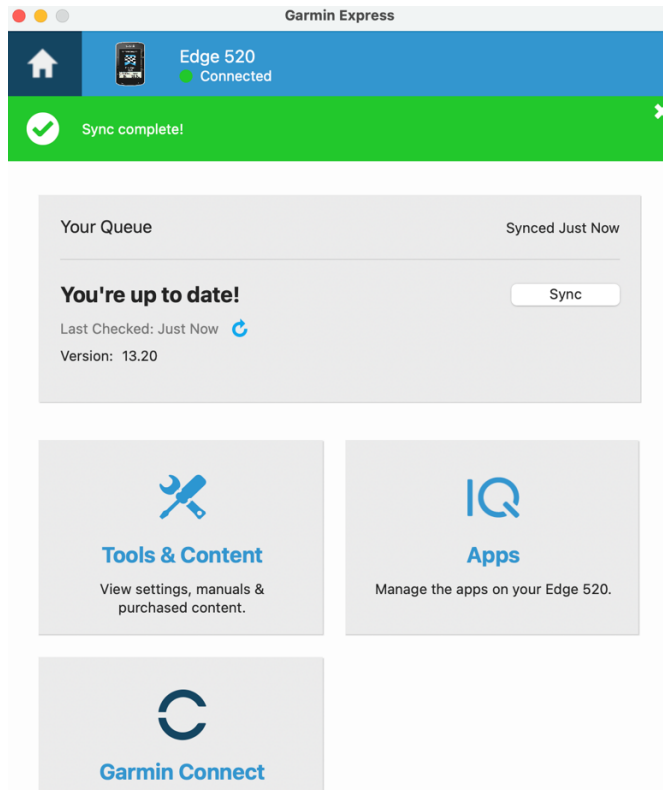 Garmin Express
Edge 520
Connected
Sync complete!
Your Queue
Synced Just Now
You're up to date!
Sync
Last Checked: Just Now
Version: 13.20
IQ
Tools & Content
View settings, manuals &
purchased content.
Apps
Manage the apps on your Edge 520.
Garmin Connect